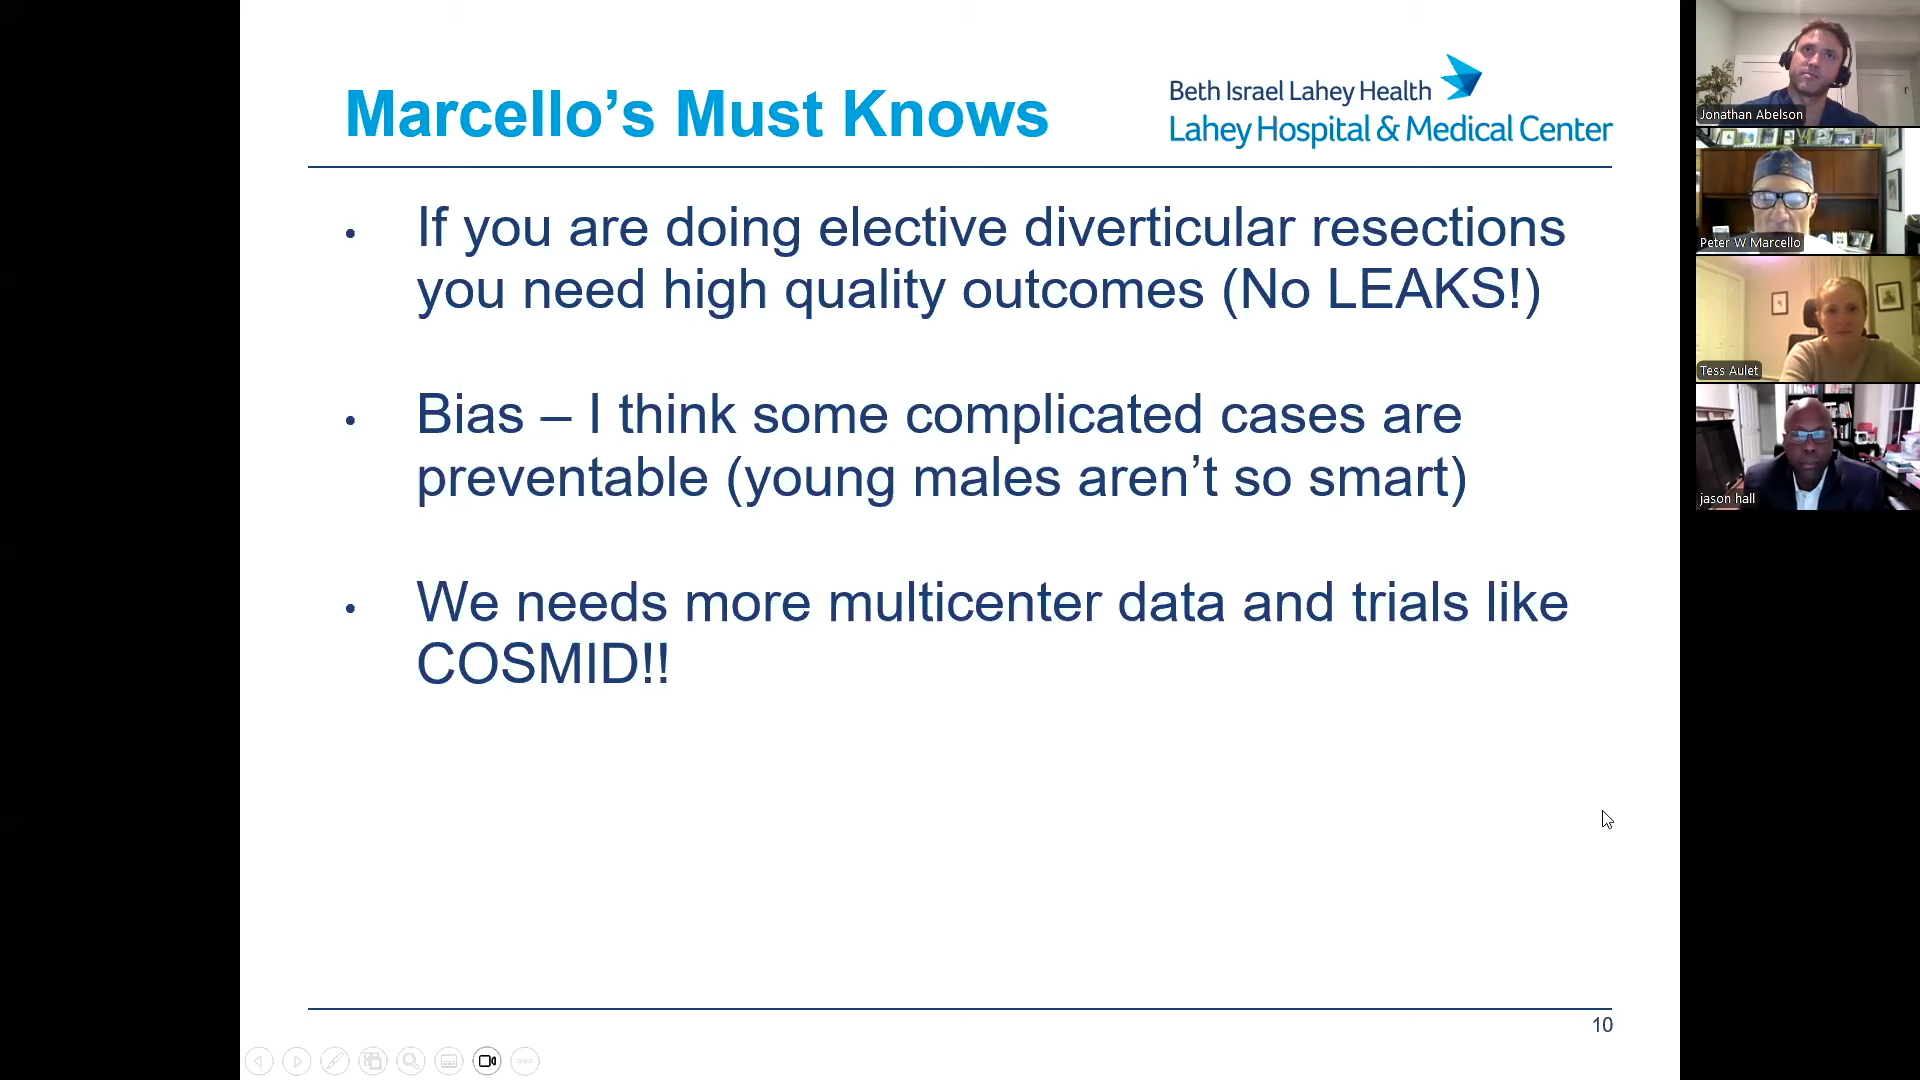 Marcello’s Must Knows
Beth Israel Lahey Health
Lahey Hospital & Medical Center
• If you are doing elective diverticular resections
you need high quality outcomes (No LEAKS!)
• Bias – I think some complicated cases are
preventable (young males aren’t so smart)
• We needs more multicenter data and trials like
COSMID!!
10
Jonathan Abelson
Peter W Marcello
Tess Aulet
jason hall